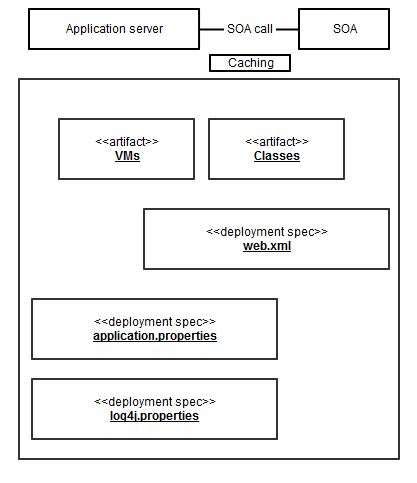 Application server
SOA call
SOA
Caching
<<artifact>>
VMs
<<artifact>>
Classes
<<deployment spec>>
web.xml
<<deployment spec>>
application.properties
<<deployment spec>>
log4j.properties